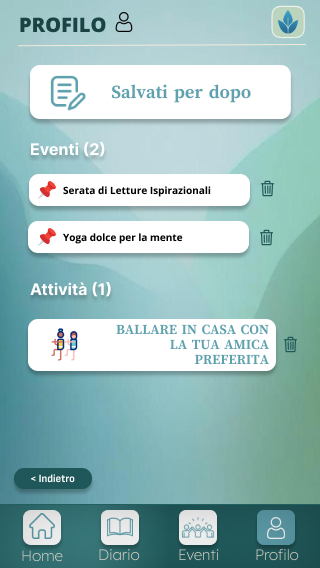 PROFILO
Salvati per dopo
Eventi (2)
Serata di Letture Ispirazionali
Yoga dolce per la mente
Attività (1)
BALLARE IN CASA CON
LA TUA AMICA
PREFERITA
< Indietro
Home
Diario
Eventi
Profilo